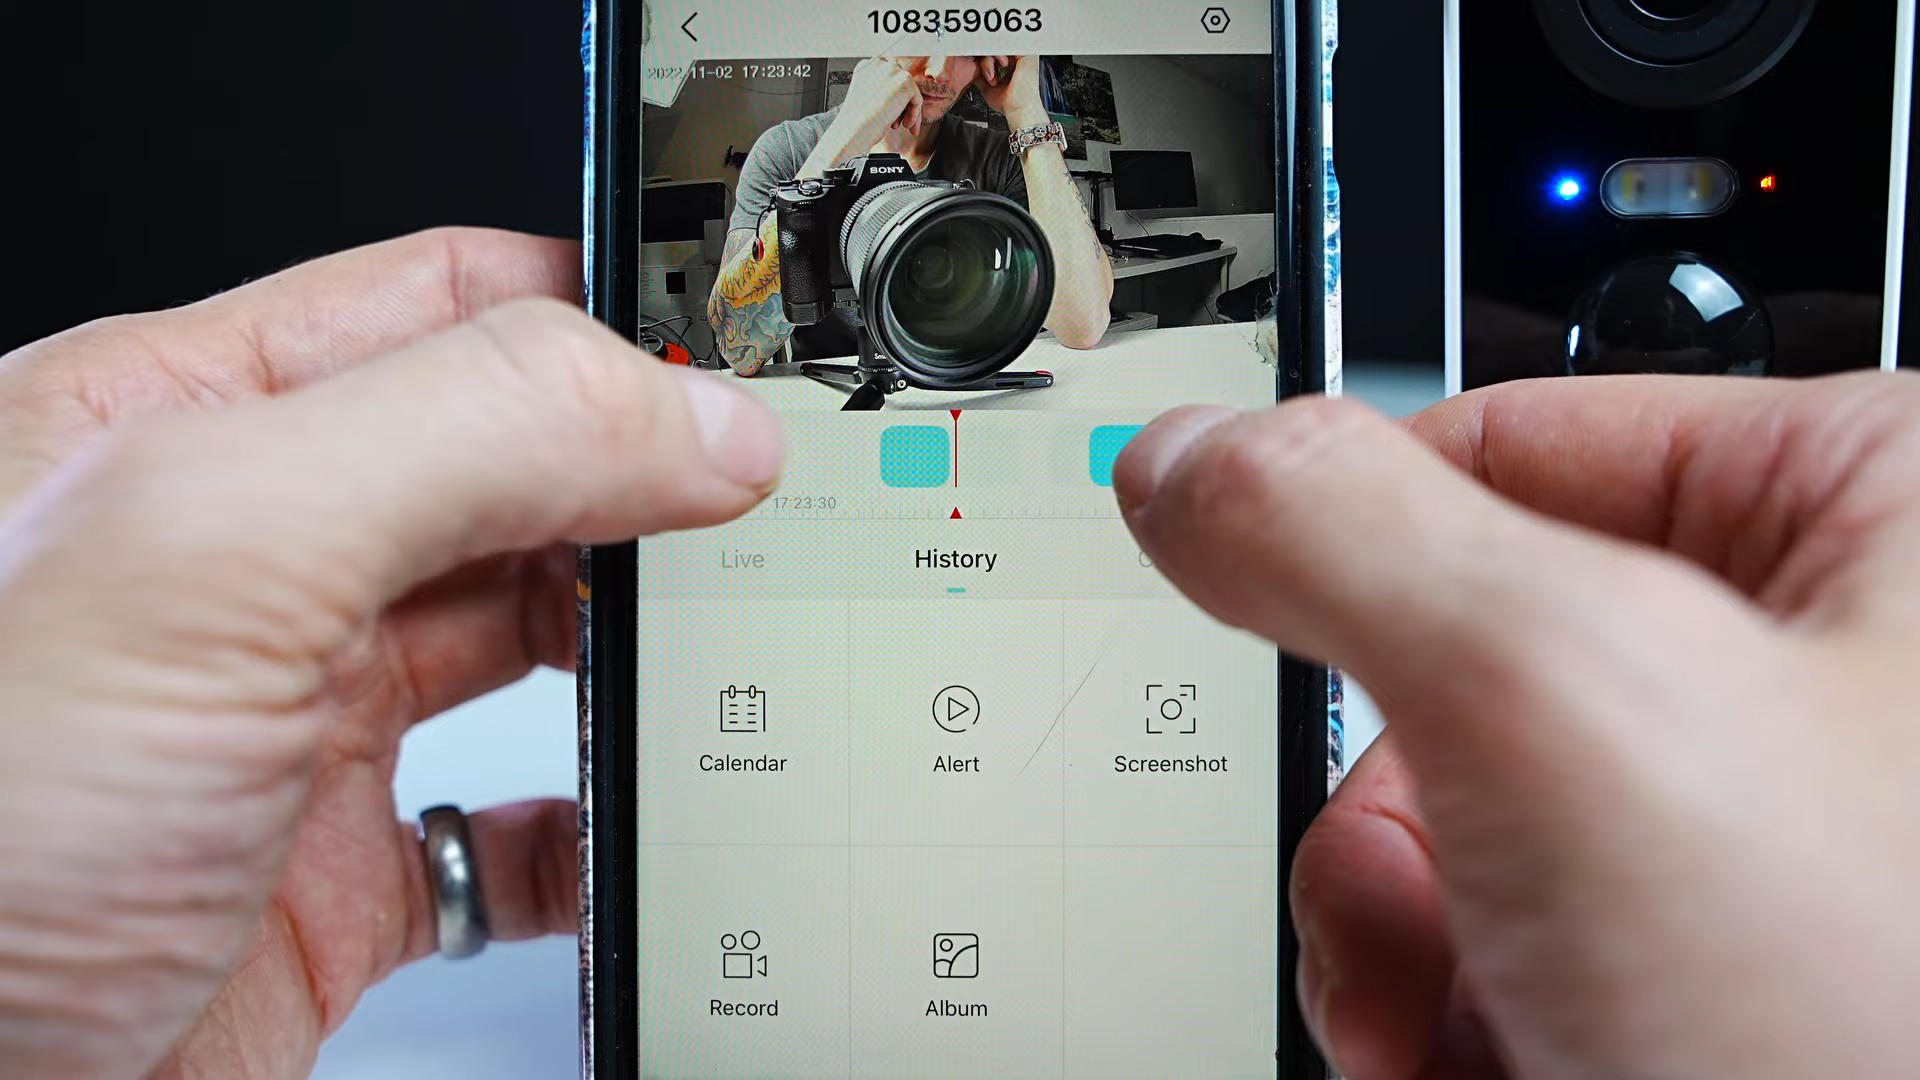 108359063
2022-11-02 17:23:42
SONY
17:23:30
Live
History
Calendar
Alert
Screenshot
Record
Album